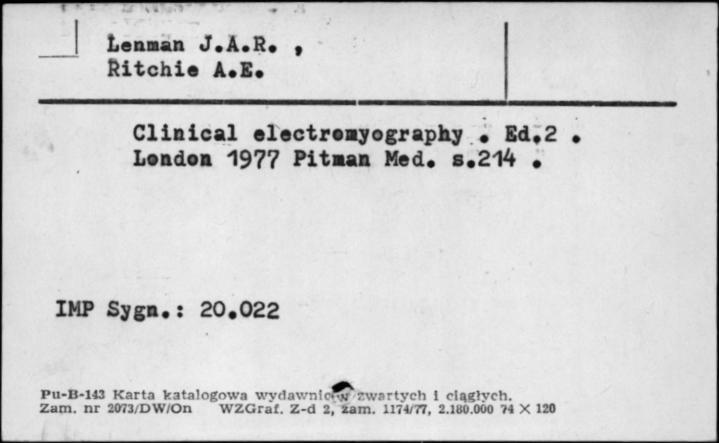 Lenman J.A.R. ,
Ritchie A.E.
Clinical electromyography . Ed.2 .
London 1977 Pitman Med. s.214 .
IMP Sygn.: 20.022
Pu-B-143 Karta katalogowa wydawnictw zwartych i ciągłych.
Zam. nr 2073/DW/On WZGraf. Z-d 2, zam. 1174/77, 2.180.000 74 X 120